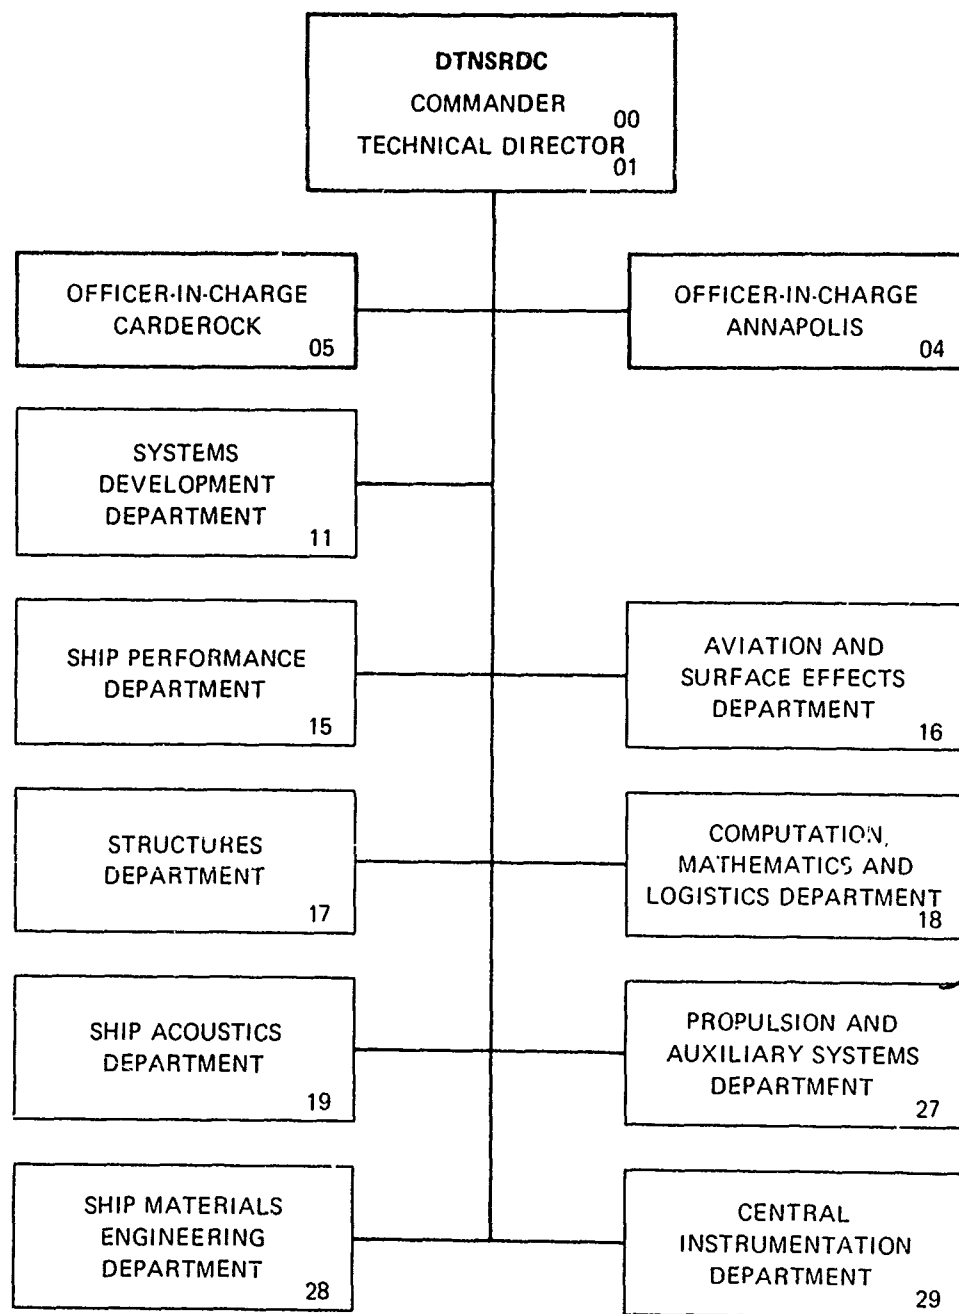 DTNSRDC
COMMANDER
00
TECHNICAL DIRECTOR
01
OFFICER-IN-CHARGE
CARDEROCK
05
OFFICER-IN-CHARGE
ANNAPOLIS
04
SYSTEMS
DEVELOPMENT
DEPARTMENT
11
SHIP PERFORMANCE
DEPARTMENT
15
AVIATION AND
SURFACE EFFECTS
DEPARTMENT
16
STRUCTURES
DEPARTMENT
17
COMPUTATION,
MATHEMATICS AND
LOGISTICS DEPARTMENT
18
SHIP ACOUSTICS
DEPARTMENT
19
PROPULSION AND
AUXILIARY SYSTEMS
DEPARTMENT
27
SHIP MATERIALS
ENGINEERING
DEPARTMENT
28
CENTRAL
INSTRUMENTATION
DEPARTMENT
29